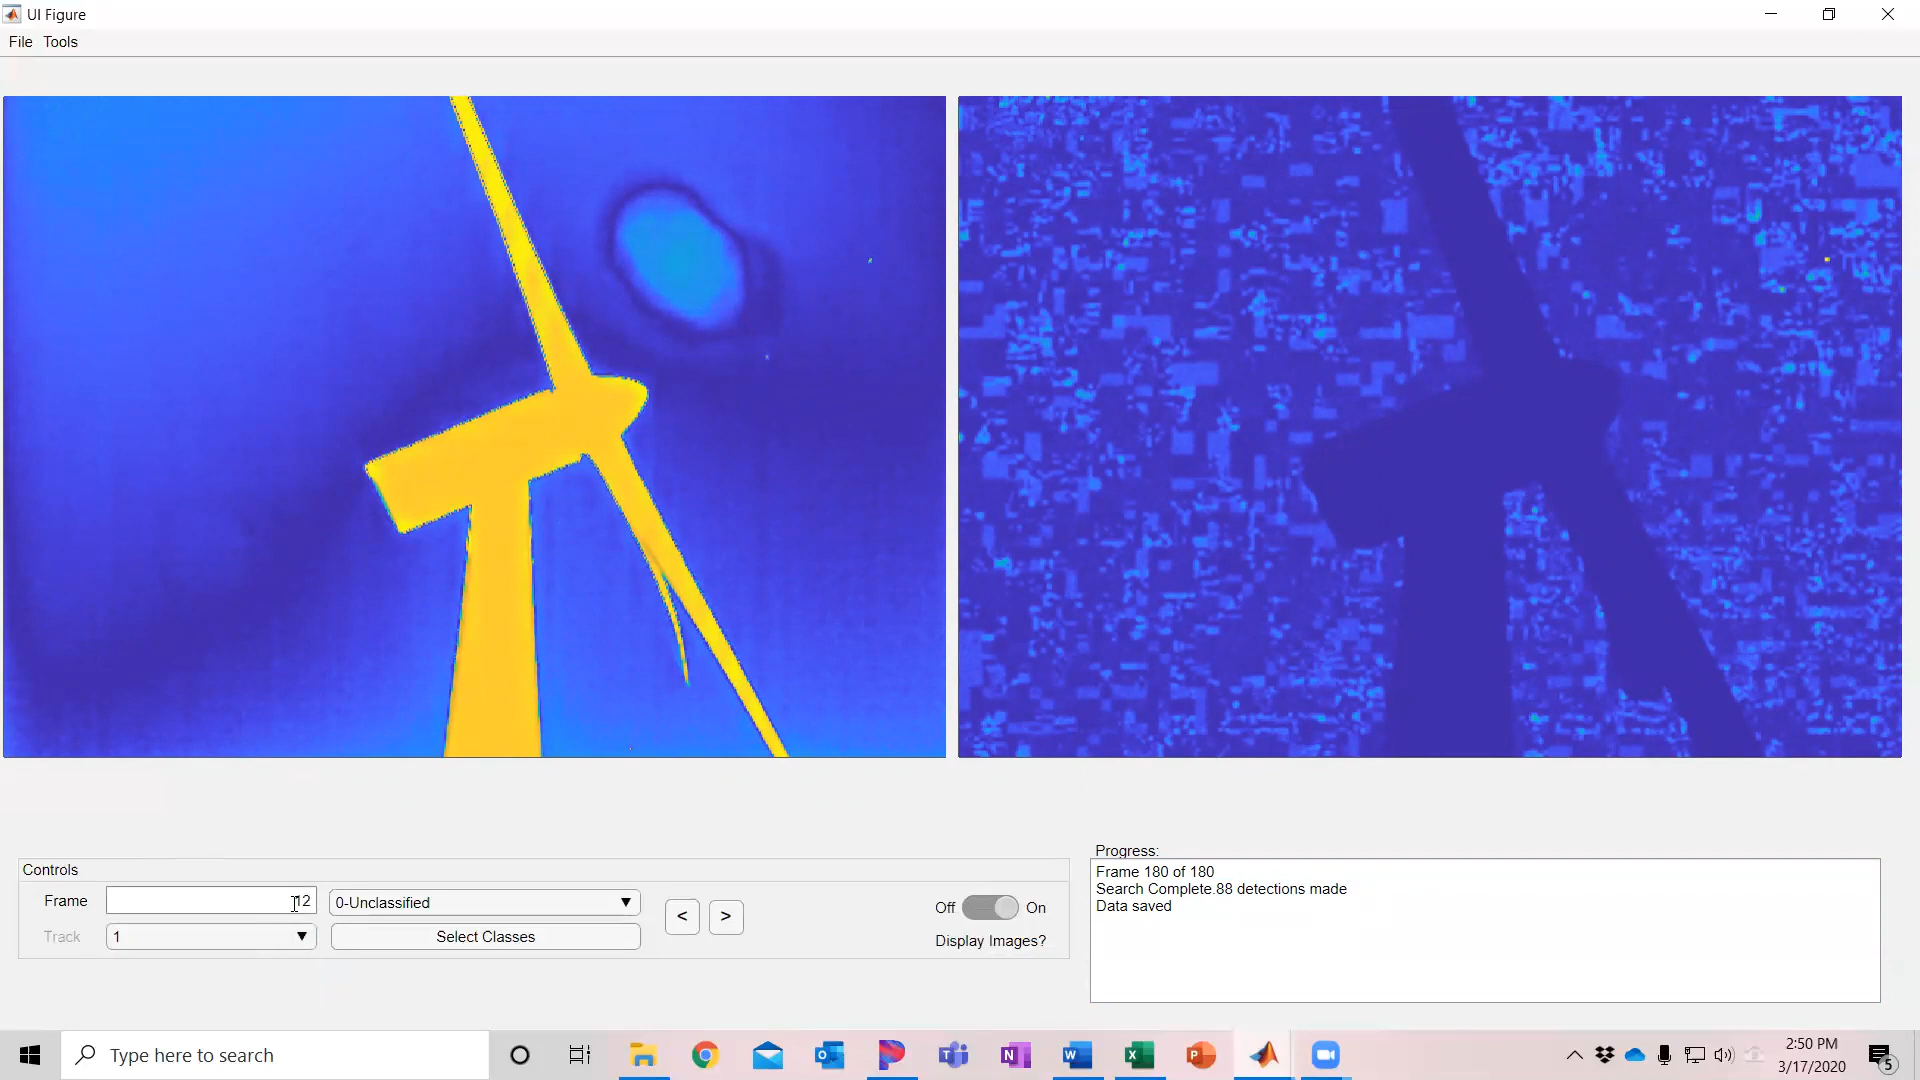 UI Figure
File Tools
Controls
Frame 12 0-Unclassified
Track 1 Select Classes
< >
Off On
Display Images?
Progress:
Frame 180 of 180
Search Complete.88 detections made
Data saved
Type here to search
2:50 PM
3/17/2020
5